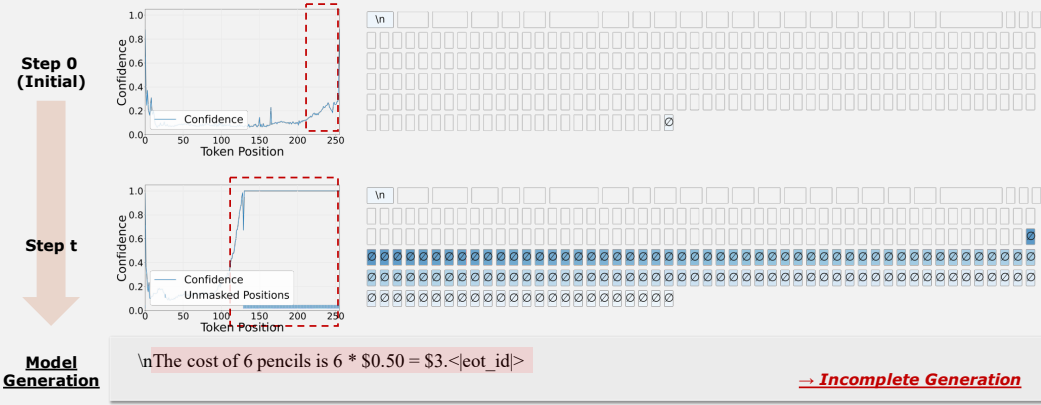 Step 0
(Initial)
Confidence
1.0
0.8
0.6
0.4
0.2
0.0
Confidence
0 50 100 150 200 250
Token Position
\n
∅
Step t
Confidence
1.0
0.8
0.6
0.4
0.2
0.0
Confidence
Unmasked Positions
0 50 100 150 200 250
Token Position
\n
∅
∅ ∅ ∅ ∅ ∅ ∅ ∅ ∅ ∅ ∅ ∅ ∅ ∅ ∅ ∅ ∅ ∅ ∅ ∅ ∅ ∅ ∅ ∅ ∅ ∅ ∅ ∅ ∅ ∅ ∅ ∅ ∅ ∅ ∅ ∅ ∅ ∅ ∅ ∅ ∅ ∅ ∅ ∅ ∅ ∅ ∅ ∅ ∅ ∅ ∅ ∅ ∅
∅ ∅ ∅ ∅ ∅ ∅ ∅ ∅ ∅ ∅ ∅ ∅ ∅ ∅ ∅ ∅ ∅ ∅ ∅ ∅ ∅ ∅ ∅ ∅ ∅ ∅ ∅ ∅ ∅ ∅ ∅ ∅ ∅ ∅ ∅ ∅ ∅ ∅ ∅ ∅ ∅ ∅ ∅ ∅ ∅ ∅ ∅ ∅ ∅ ∅ ∅ ∅
∅ ∅ ∅ ∅ ∅ ∅ ∅ ∅ ∅ ∅ ∅ ∅ ∅ ∅ ∅ ∅ ∅ ∅ ∅ ∅ ∅ ∅ ∅ ∅
Model
Generation
\nThe cost of 6 pencils is 6 * $0.50 = $3.<|eot_id|>
→ Incomplete Generation